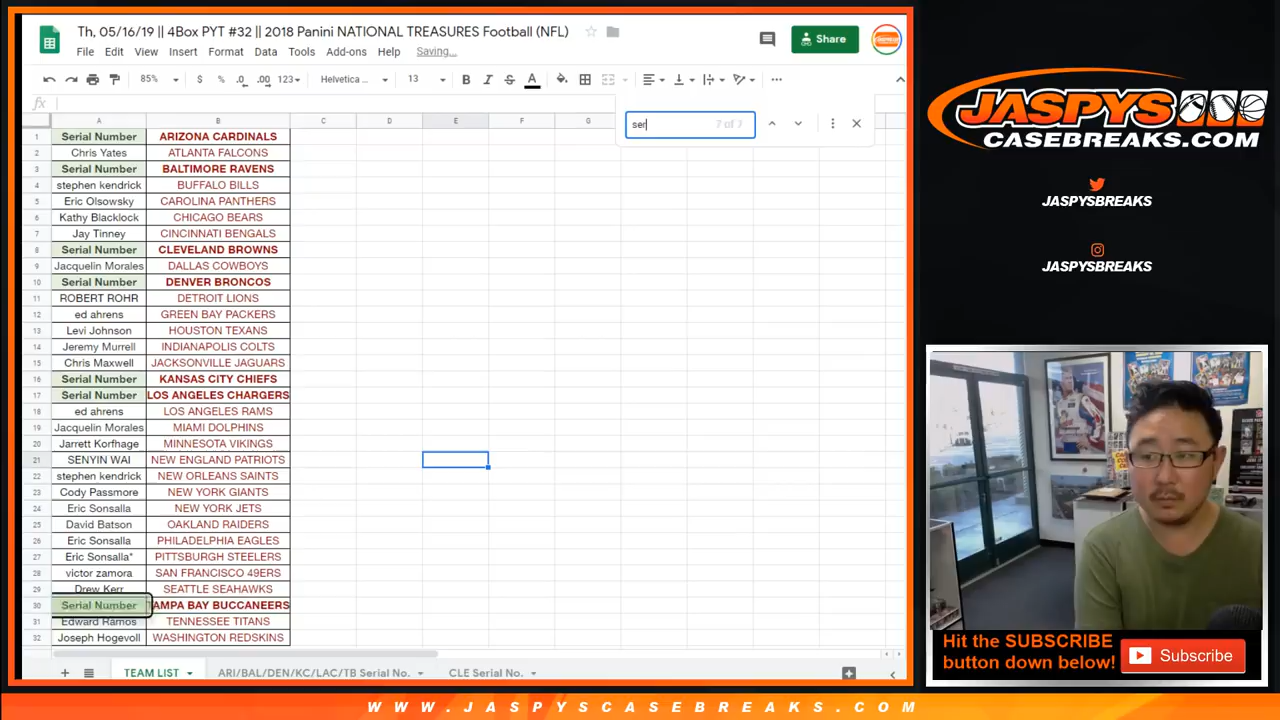 Th, 05/16/19 || 4Box PYT #32 || 2018 Panini NATIONAL TREASURES Football (NFL)
File Edit View Insert Format Data Tools Add-ons Help Saving...
Share
85% $ % .0 .00 123 Helvetica ... 13 B I S A
fx
ser 7 of 7
A B C D E F G
1 Serial Number ARIZONA CARDINALS
2 Chris Yates ATLANTA FALCONS
3 Serial Number BALTIMORE RAVENS
4 stephen kendrick BUFFALO BILLS
5 Eric Olsowsky CAROLINA PANTHERS
6 Kathy Blacklock CHICAGO BEARS
7 Jay Tinney CINCINNATI BENGALS
8 Serial Number CLEVELAND BROWNS
9 Jacquelin Morales DALLAS COWBOYS
10 Serial Number DENVER BRONCOS
11 ROBERT ROHR DETROIT LIONS
12 ed ahrens GREEN BAY PACKERS
13 Levi Johnson HOUSTON TEXANS
14 Jeremy Murrell INDIANAPOLIS COLTS
15 Chris Maxwell JACKSONVILLE JAGUARS
16 Serial Number KANSAS CITY CHIEFS
17 Serial Number LOS ANGELES CHARGERS
18 ed ahrens LOS ANGELES RAMS
19 Jacquelin Morales MIAMI DOLPHINS
20 Jarrett Korfhage MINNESOTA VIKINGS
21 SENYIN WAI NEW ENGLAND PATRIOTS
22 stephen kendrick NEW ORLEANS SAINTS
23 Cody Passmore NEW YORK GIANTS
24 Eric Sonsalla NEW YORK JETS
25 David Batson OAKLAND RAIDERS
26 Eric Sonsalla PHILADELPHIA EAGLES
27 Eric Sonsalla* PITTSBURGH STEELERS
28 victor zamora SAN FRANCISCO 49ERS
29 Drew Kerr SEATTLE SEAHAWKS
30 Serial Number TAMPA BAY BUCCANEERS
31 Edward Ramos TENNESSEE TITANS
32 Joseph Hogevoll WASHINGTON REDSKINS
TEAM LIST ARI/BAL/DEN/KC/LAC/TB Serial No. CLE Serial No.
JASPYS
CASEBREAKS.COM
JASPYSBREAKS
JASPYSBREAKS
Hit the SUBSCRIBE
button down below!
Subscribe
WWW.JASPYSCASEBREAKS.COM